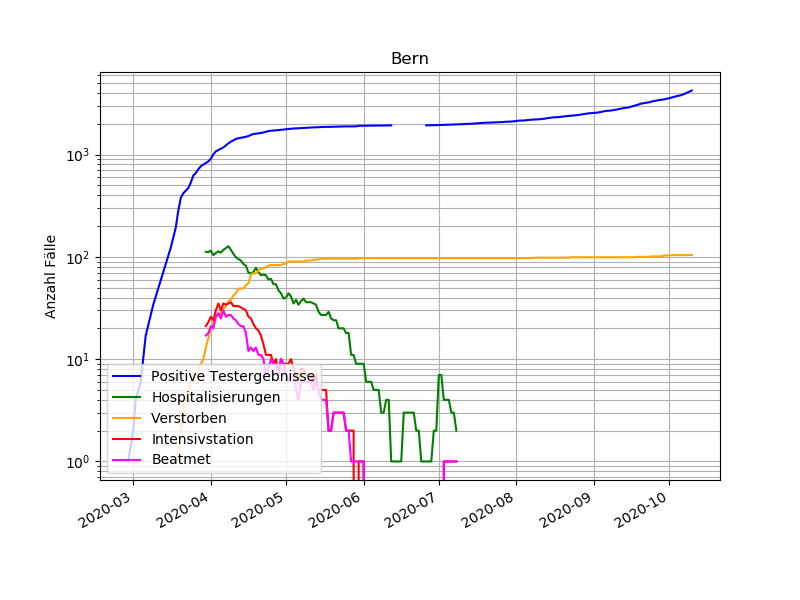 Bern
Anzahl Fälle
10³
10²
10¹
10⁰
Positive Testergebnisse
Hospitalisierungen
Verstorben
Intensivstation
Beatmet
2020-03
2020-04
2020-05
2020-06
2020-07
2020-08
2020-09
2020-10